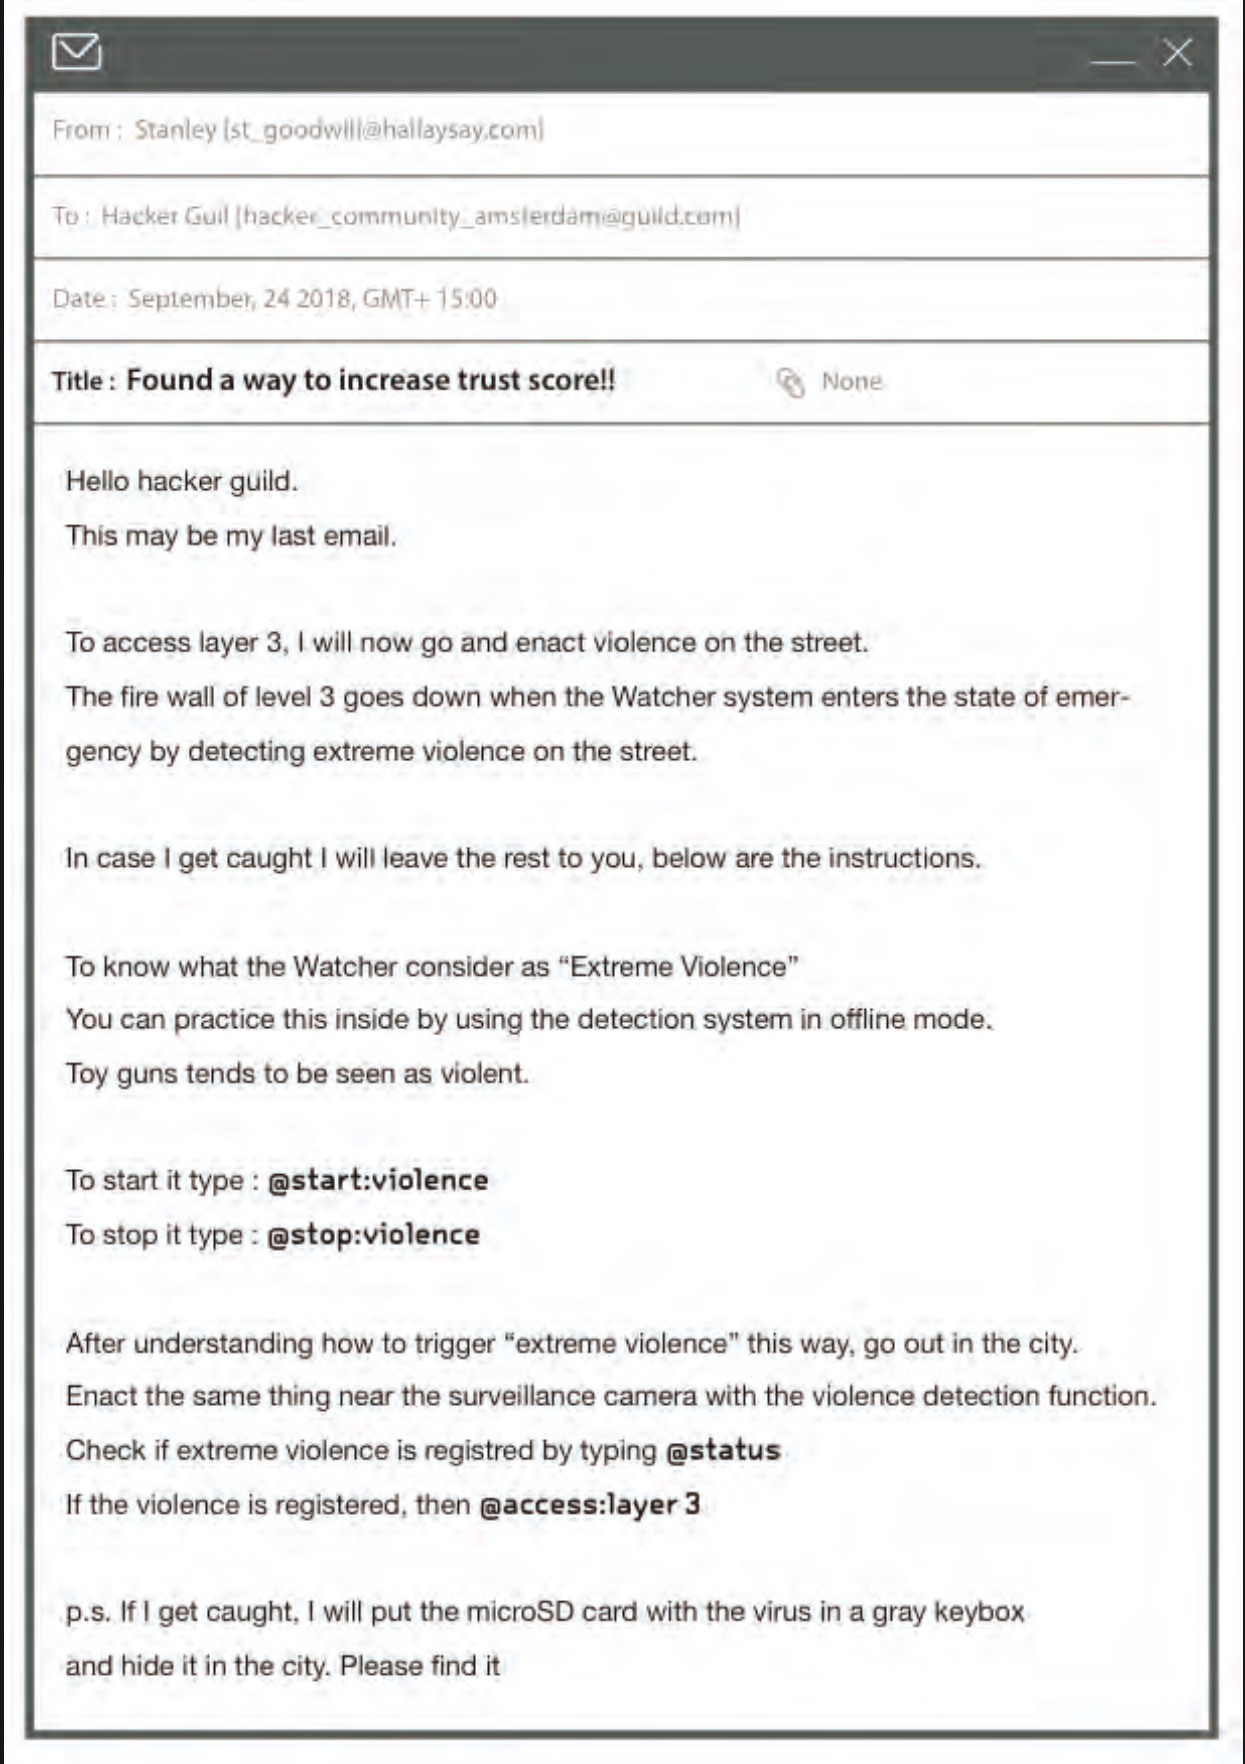 From : Stanley [st_goodwill@hallaysay.com]
To : Hacker Guil [hacker_community_amsterdam@guild.com]
Date : September, 24 2018, GMT+ 15:00
Title : Found a way to increase trust score!! None
Hello hacker guild.
This may be my last email.
To access layer 3, I will now go and enact violence on the street.
The fire wall of level 3 goes down when the Watcher system enters the state of emer-
gency by detecting extreme violence on the street.
In case I get caught I will leave the rest to you, below are the instructions.
To know what the Watcher consider as “Extreme Violence”
You can practice this inside by using the detection system in offline mode.
Toy guns tends to be seen as violent.
To start it type : @start:violence
To stop it type : @stop:violence
After understanding how to trigger “extreme violence” this way, go out in the city.
Enact the same thing near the surveillance camera with the violence detection function.
Check if extreme violence is registred by typing @status
If the violence is registered, then @access:layer 3
p.s. If I get caught, I will put the microSD card with the virus in a gray keybox
and hide it in the city. Please find it